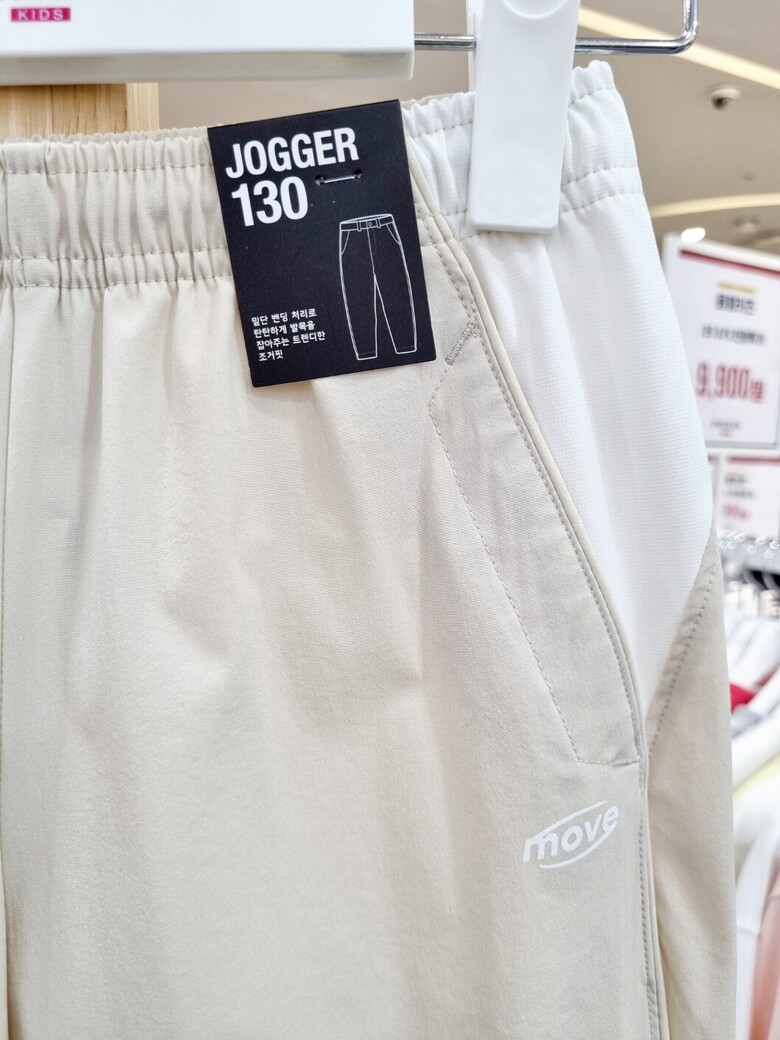 KIDS
JOGGER
130
밑단 밴딩 처리로
탄탄하게 발목을
잡아주는 트렌디한
조거핏
9,900원
move